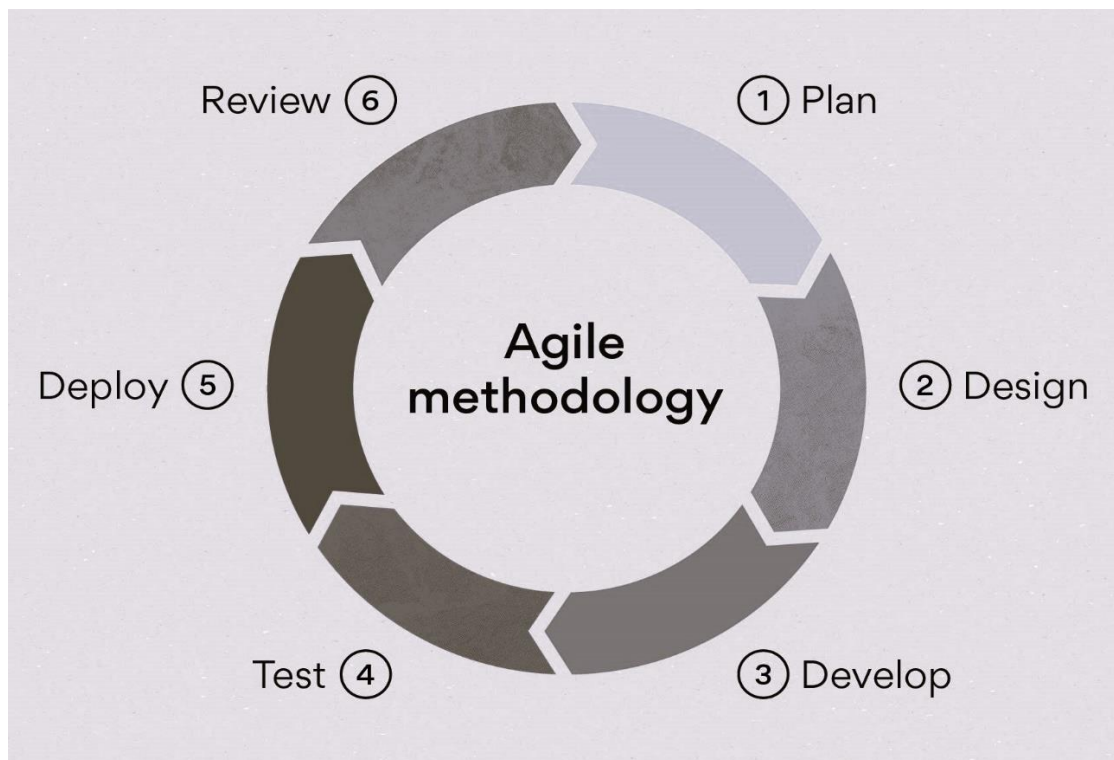 Agile
methodology
1 Plan
2 Design
3 Develop
Test 4
Deploy 5
Review 6